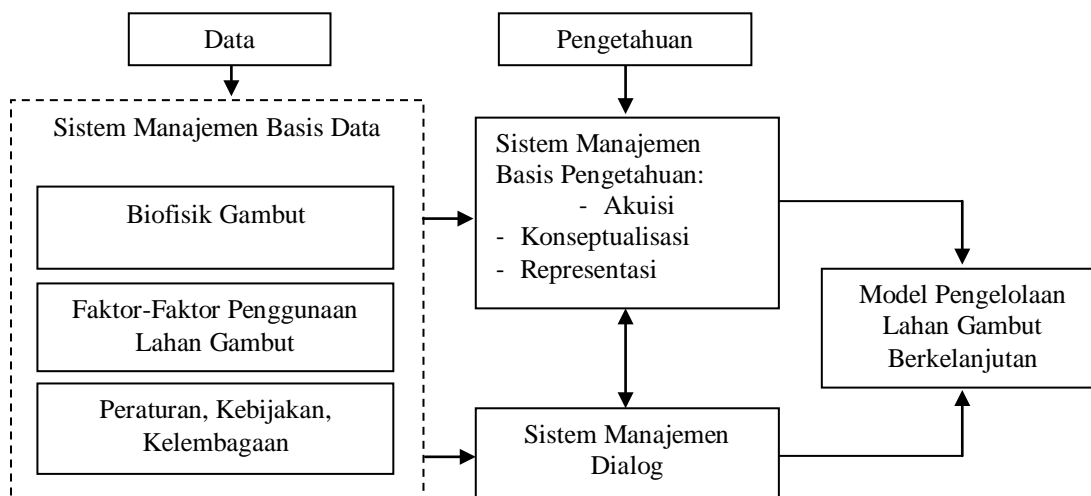 Data
Pengetahuan
Sistem Manajemen Basis Data
Biofisik Gambut
Faktor-Faktor Penggunaan
Lahan Gambut
Peraturan, Kebijakan,
Kelembagaan
Sistem Manajemen
Basis Pengetahuan:
- Akuisi
- Konseptualisasi
- Representasi
Sistem Manajemen
Dialog
Model Pengelolaan
Lahan Gambut
Berkelanjutan